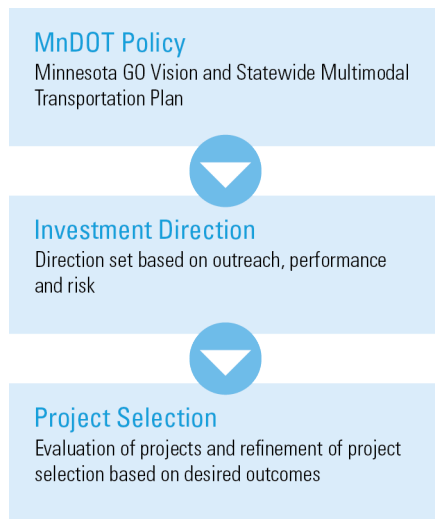 MnDOT Policy
Minnesota GO Vision and Statewide Multimodal
Transportation Plan
Investment Direction
Direction set based on outreach, performance
and risk
Project Selection
Evaluation of projects and refinement of project
selection based on desired outcomes